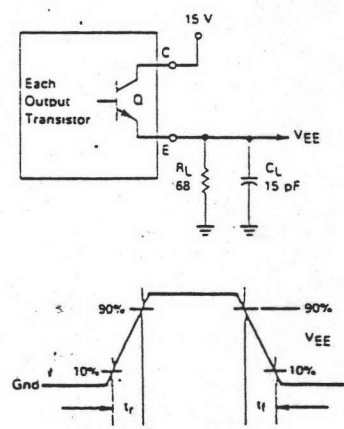 15 V
C
Each
Output
Transistor
Q
E
VEE
RL
68
CL
15 pF
90%
90%
VEE
10%
10%
Gnd
tr
tf